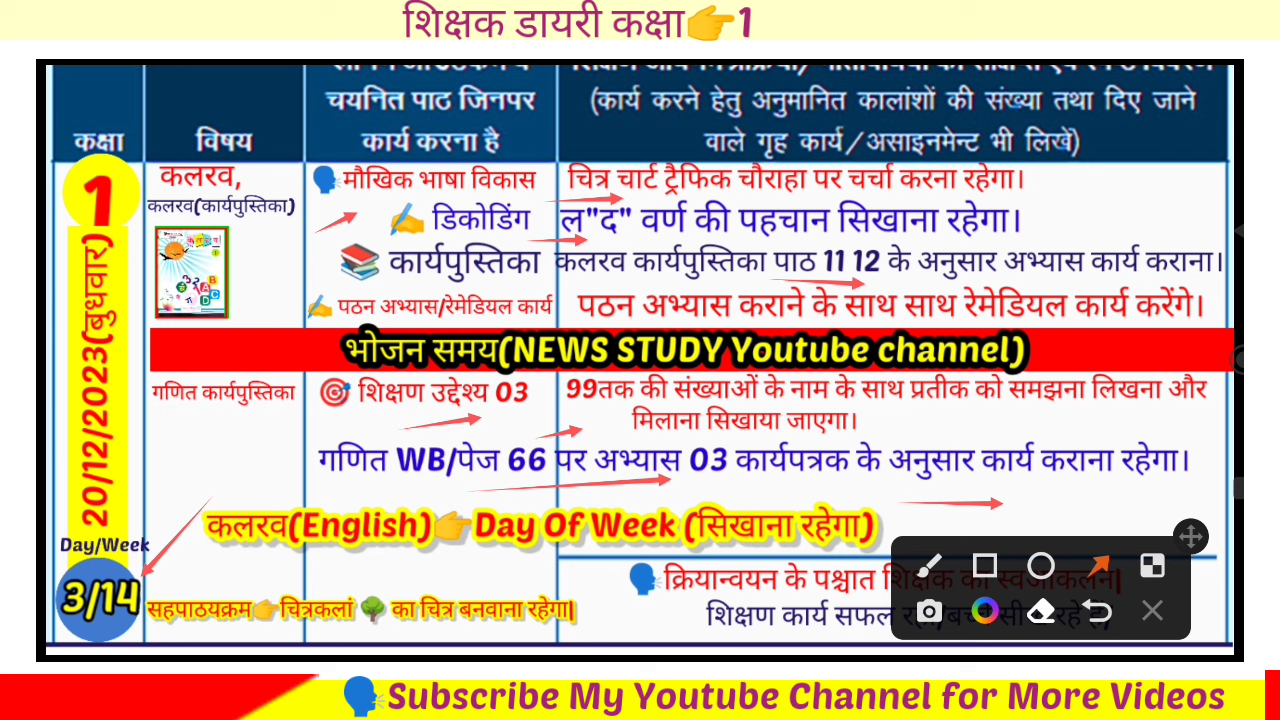 शिक्षक डायरी कक्षा👉1
चयनित पाठ जिनपर
(कार्य करने हेतु अनुमानित कालांशों की संख्या तथा दिए जाने
कक्षा
विषय
कार्य करना है
वाले गृह कार्य/असाइनमेन्ट भी लिखें)
1
20/12/2023(बुधवार)
Day/Week
3/14
कलरव,
कलरव(कार्यपुस्तिका)
🗣️मौखिक भाषा विकास
चित्र चार्ट ट्रैफिक चौराहा पर चर्चा करना रहेगा।
✍️ डिकोडिंग
ल"द" वर्ण की पहचान सिखाना रहेगा।
📚 कार्यपुस्तिका
कलरव कार्यपुस्तिका पाठ 11 12 के अनुसार अभ्यास कार्य कराना।
✍️ पठन अभ्यास/रेमेडियल कार्य
पठन अभ्यास कराने के साथ साथ रेमेडियल कार्य करेंगे।
भोजन समय(NEWS STUDY Youtube channel)
गणित कार्यपुस्तिका
🎯 शिक्षण उद्देश्य 03
99तक की संख्याओं के नाम के साथ प्रतीक को समझना लिखना और
मिलाना सिखाया जाएगा।
गणित WB/पेज 66 पर अभ्यास 03 कार्यपत्रक के अनुसार कार्य कराना रहेगा।
कलरव(English)👉Day Of Week (सिखाना रहेगा)
🗣️क्रियान्वयन के पश्चात शिक्षक का स्वआकलन|
सहपाठयक्रम👉चित्रकलां 🌳 का चित्र बनवाना रहेगा|
शिक्षण कार्य सफल
🗣️Subscribe My Youtube Channel for More Videos